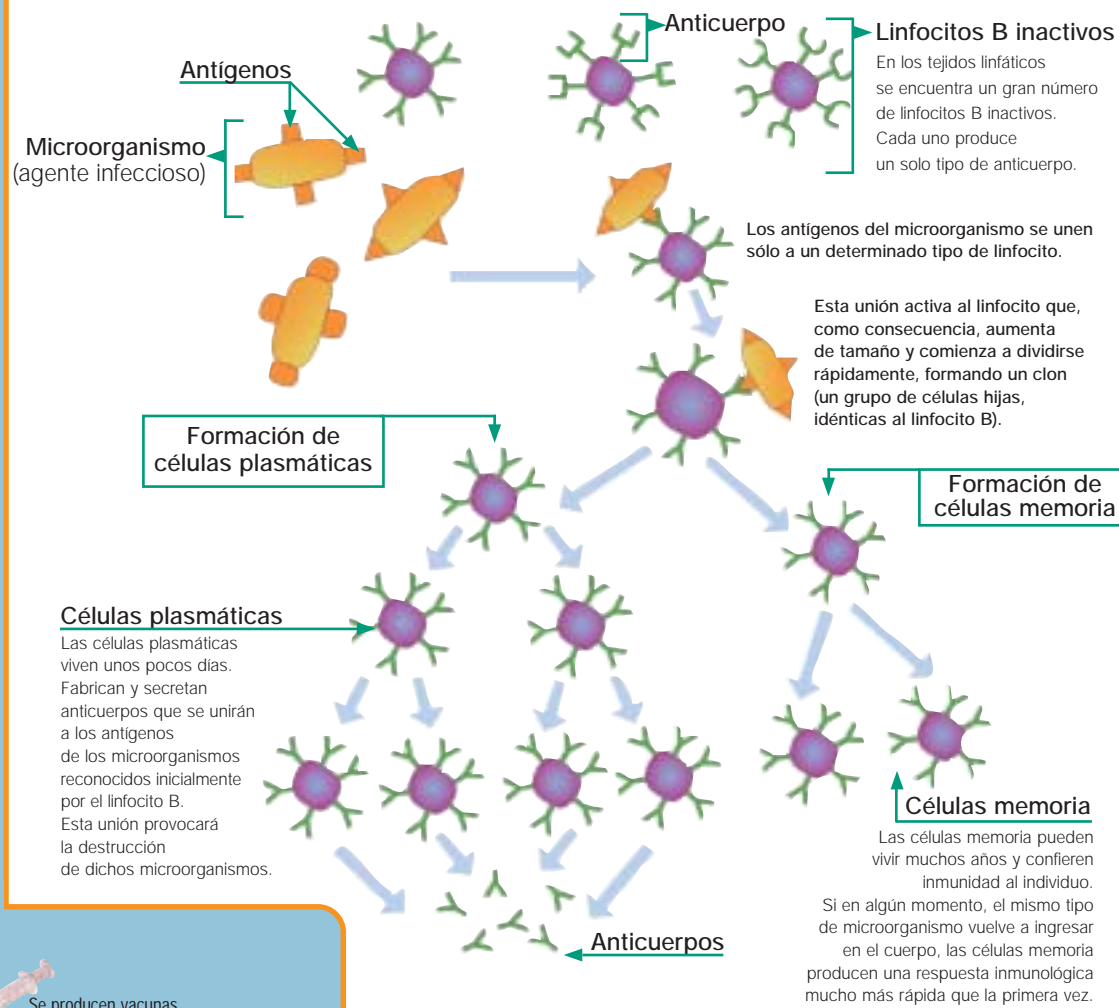 Anticuerpo
Linfocitos B inactivos
En los tejidos linfáticos
se encuentra un gran número
de linfocitos B inactivos.
Cada uno produce
un solo tipo de anticuerpo.
Antígenos
Microorganismo
(agente infeccioso)
Los antígenos del microorganismo se unen
sólo a un determinado tipo de linfocito.
Esta unión activa al linfocito que,
como consecuencia, aumenta
de tamaño y comienza a dividirse
rápidamente, formando un clon
(un grupo de células hijas,
idénticas al linfocito B).
Formación de
células plasmáticas
Formación de
células memoria
Células plasmáticas
Las células plasmáticas
viven unos pocos días.
Fabrican y secretan
anticuerpos que se unirán
a los antígenos
de los microorganismos
reconocidos inicialmente
por el linfocito B.
Esta unión provocará
la destrucción
de dichos microorganismos.
Células memoria
Las células memoria pueden
vivir muchos años y confieren
inmunidad al individuo.
Si en algún momento, el mismo tipo
de microorganismo vuelve a ingresar
en el cuerpo, las células memoria
producen una respuesta inmunológica
mucho más rápida que la primera vez.
Anticuerpos
Se producen vacunas